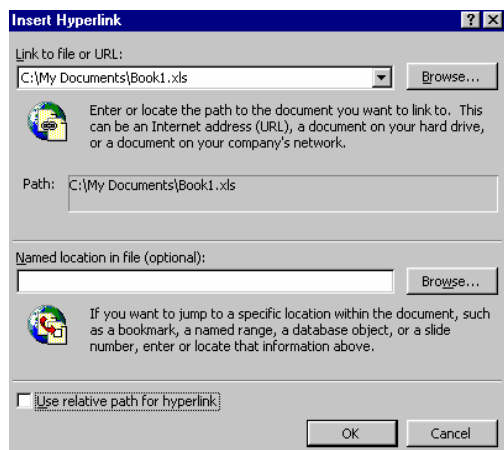 Insert Hyperlink
Link to file or URL:
C:\My Documents\Book1.xls
Browse...
Enter or locate the path to the document you want to link to. This
can be an Internet address (URL), a document on your hard drive,
or a document on your company's network.
Path: C:\My Documents\Book1.xls
Named location in file (optional):
Browse...
If you want to jump to a specific location within the document, such
as a bookmark, a named range, a database object, or a slide
number, enter or locate that information above.
Use relative path for hyperlink
OK Cancel